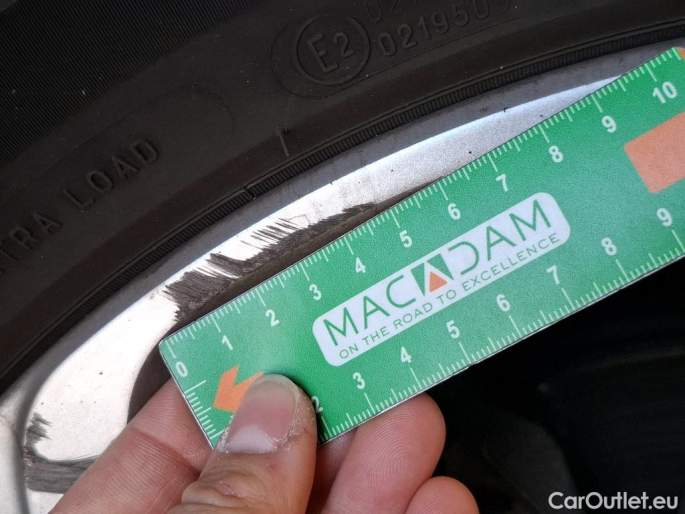 E2
021950
TRA LOAD
0 1 2 3 4 5 6 7 8 9 10
MACADAM
ON THE ROAD TO EXCELLENCE
2 3 4 5 6 7 8 9
CarOutlet.eu